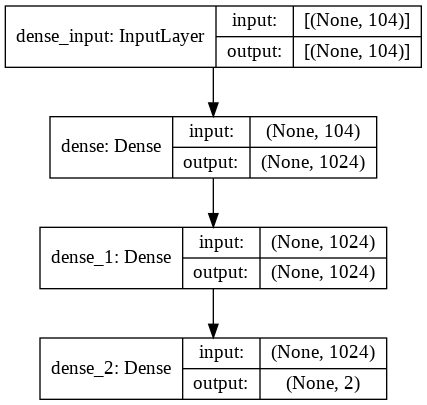 dense_input: InputLayer
input:
[(None, 104)]
output:
[(None, 104)]
dense: Dense
input:
(None, 104)
output:
(None, 1024)
dense_1: Dense
input:
(None, 1024)
output:
(None, 1024)
dense_2: Dense
input:
(None, 1024)
output:
(None, 2)